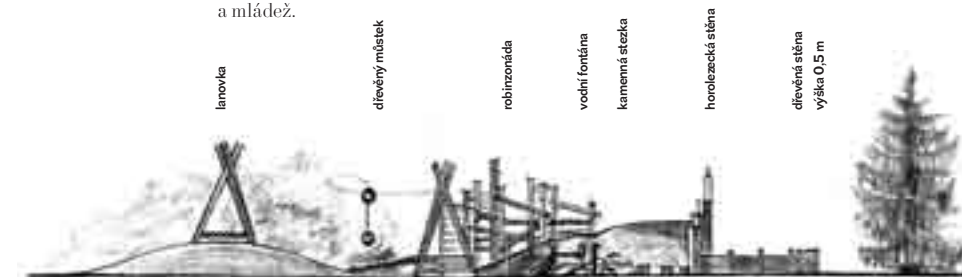 a mládež.
lanovka
dřevěný můstek
robinzonáda
vodní fontána
kamenná stezka
horolezecká stěna
dřevěná stěna
výška 0,5 m